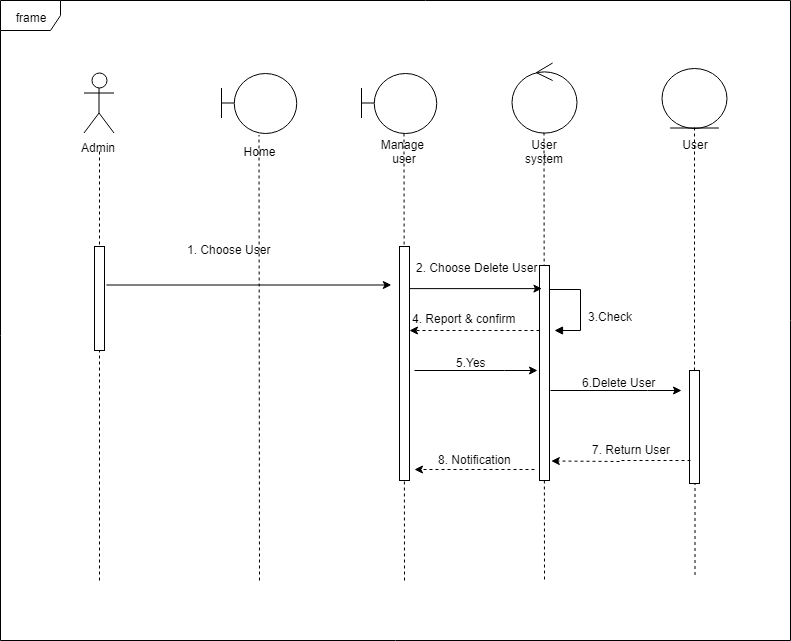 frame
Admin
Home
Manage
user
User
system
User
1. Choose User
2. Choose Delete User
3.Check
4. Report & confirm
5.Yes
6.Delete User
7. Return User
8. Notification